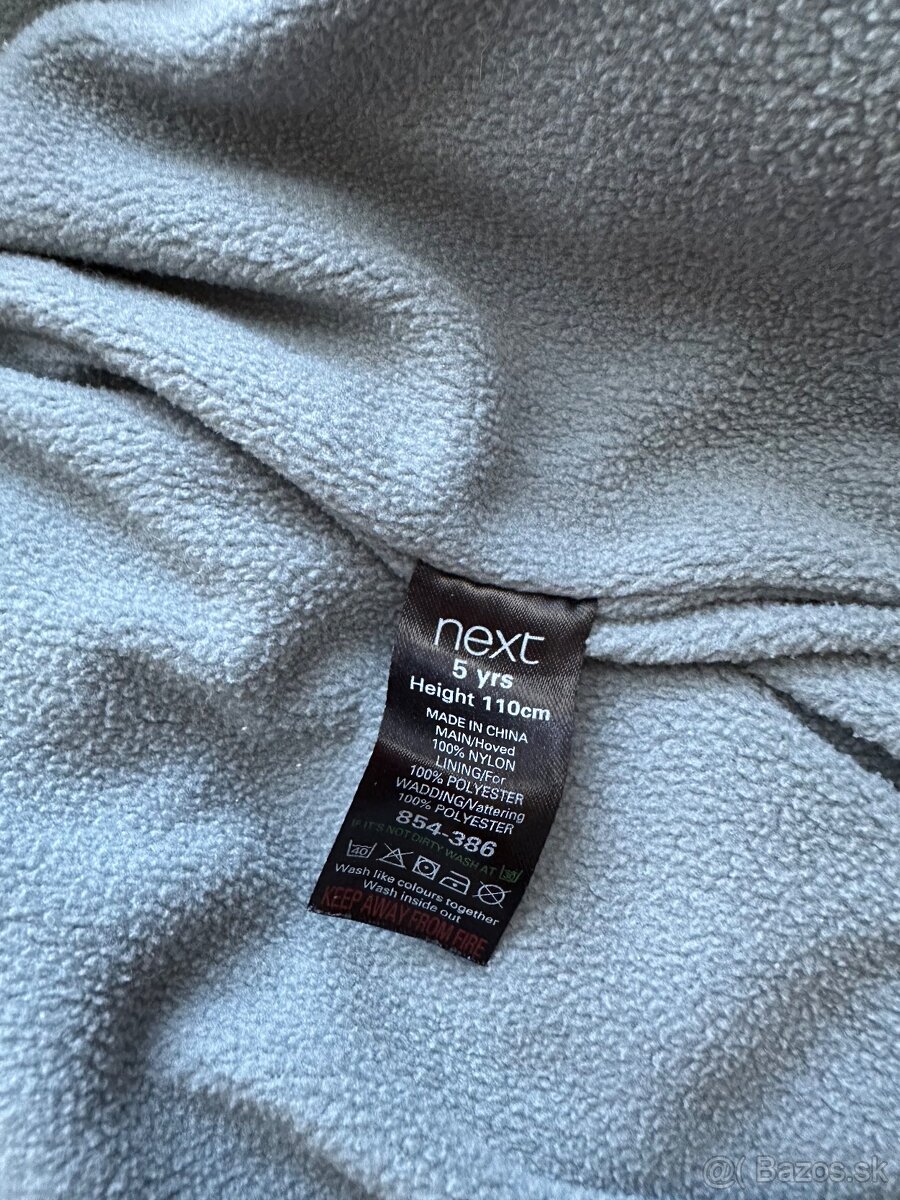 next
5 yrs
Height 110cm
MADE IN CHINA
MAIN/Hoved
100% NYLON
LINING/For
100% POLYESTER
WADDING/Vattering
100% POLYESTER
854-386
IF IT'S NOT DIRTY WASH AT 30
40
Wash like colours together
Wash inside out
KEEP AWAY FROM FIRE
@( Bazos.sk